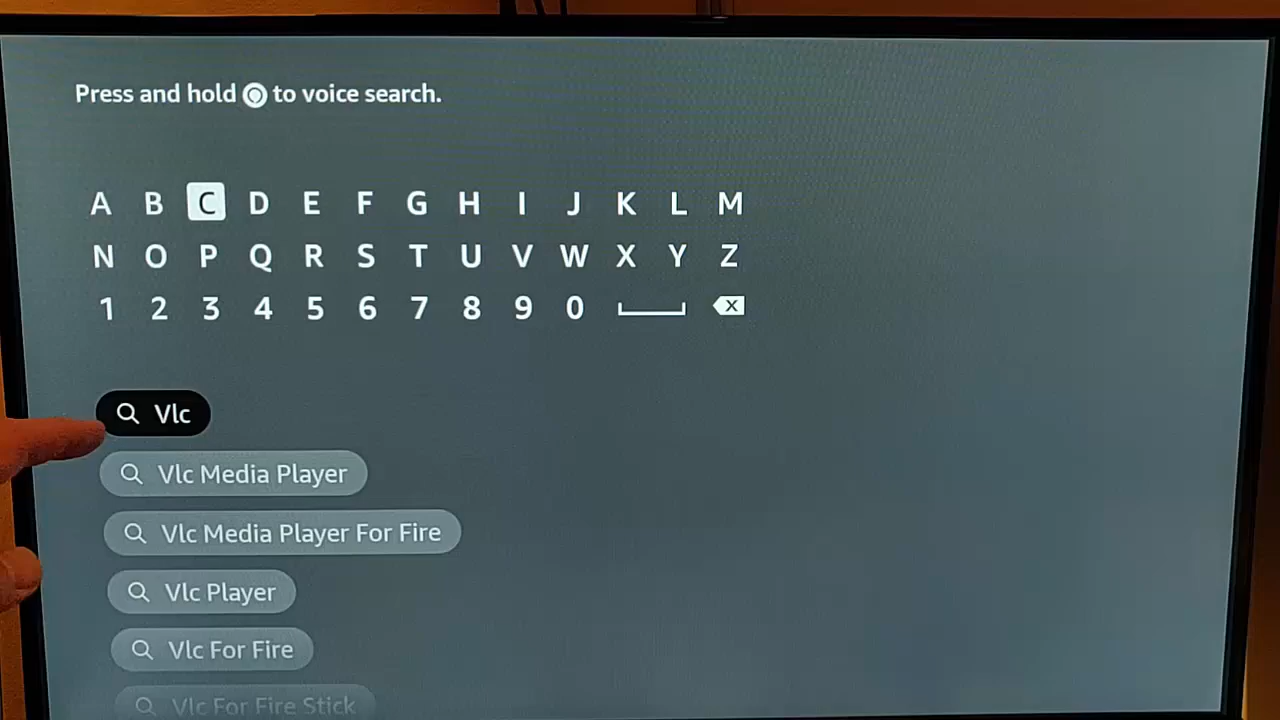 Press and hold to voice search.
A B C D E F G H I J K L M
N O P Q R S T U V W X Y Z
1 2 3 4 5 6 7 8 9 0
Vlc
Vlc Media Player
Vlc Media Player For Fire
Vlc Player
Vlc For Fire
Vlc For Fire Stick